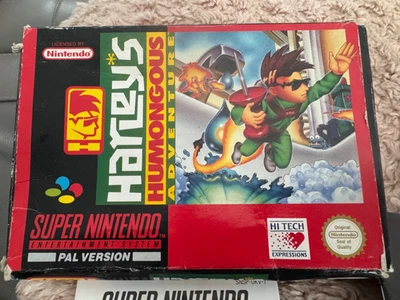 LICENSED BY
Nintendo
Harley's
HUMONGOUS
ADVENTURE
SUPER NINTENDO
ENTERTAINMENT SYSTEM
PAL VERSION
HI TECH
EXPRESSIONS
Original
Nintendo
Seal of
Quality
SUPER NINTENDO